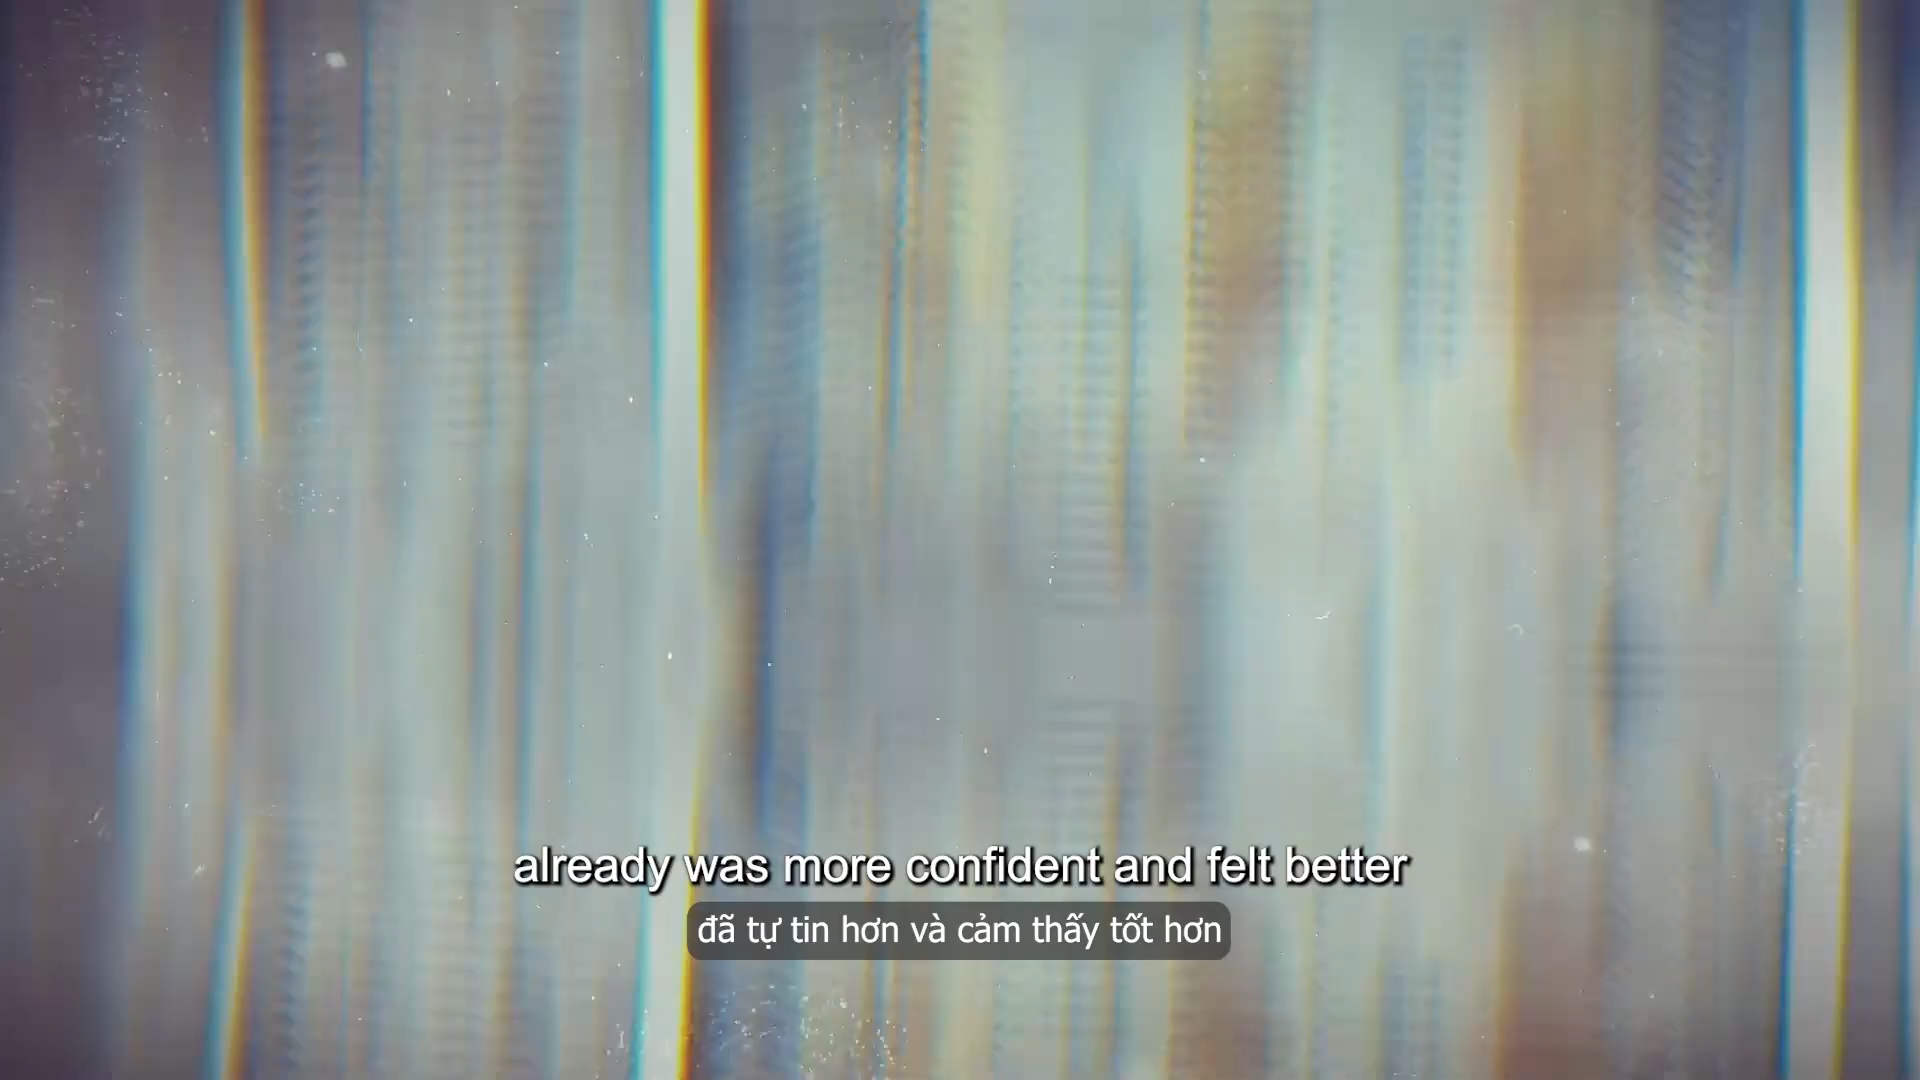 already was more confident and felt better
đã tự tin hơn và cảm thấy tốt hơn